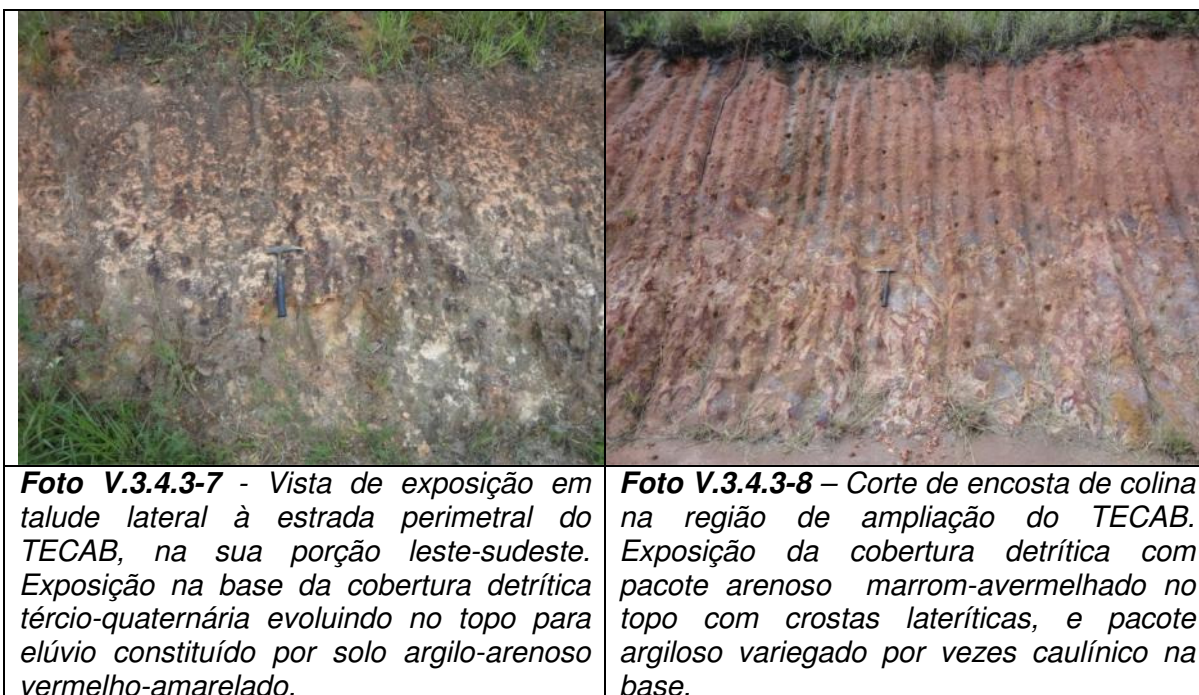 Foto V.3.4.3-7 - Vista de exposição em
talude lateral à estrada perimetral do
TECAB, na sua porção leste-sudeste.
Exposição na base da cobertura detrítica
tércio-quaternária evoluindo no topo para
elúvio constituído por solo argilo-arenoso
vermelho-amarelado.
Foto V.3.4.3-8 – Corte de encosta de colina
na região de ampliação do TECAB.
Exposição da cobertura detrítica com
pacote arenoso marrom-avermelhado no
topo com crostas lateríticas, e pacote
argiloso variegado por vezes caulínico na
base.